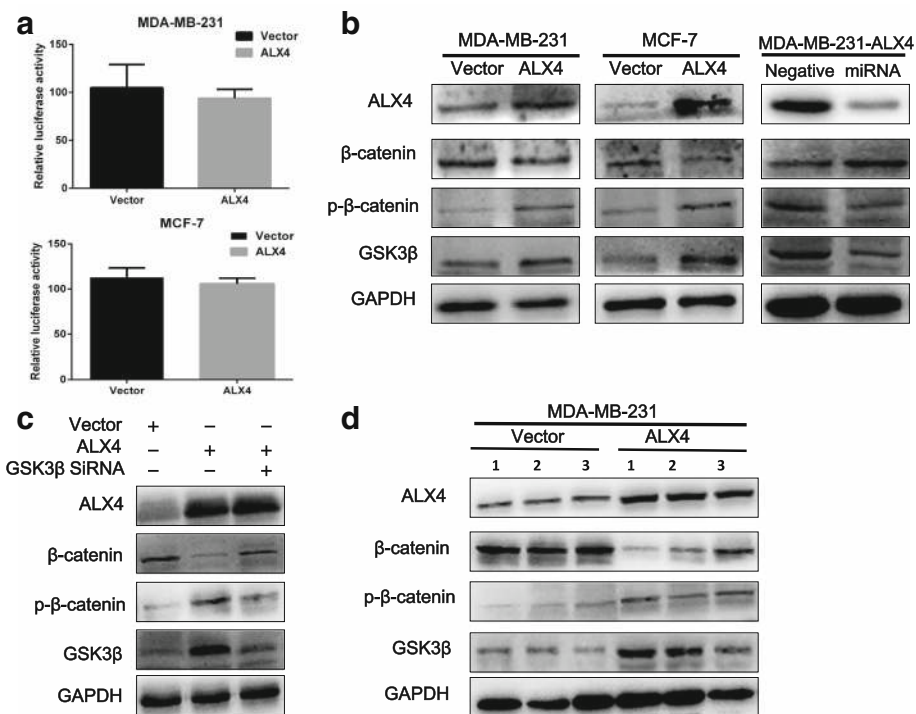 a
MDA-MB-231
Vector
ALX4
Relative luciferase activity
150
100
50
0
Vector ALX4
MCF-7
Vector
ALX4
Relative luciferase activity
150
100
50
0
Vector ALX4
b
MDA-MB-231 MCF-7 MDA-MB-231-ALX4
Vector ALX4 Vector ALX4 Negative miRNA
ALX4
β-catenin
p-β-catenin
GSK3β
GAPDH
c
Vector + – –
ALX4 – + +
GSK3β SiRNA – – +
ALX4
β-catenin
p-β-catenin
GSK3β
GAPDH
d
MDA-MB-231
Vector ALX4
1 2 3 1 2 3
ALX4
β-catenin
p-β-catenin
GSK3β
GAPDH